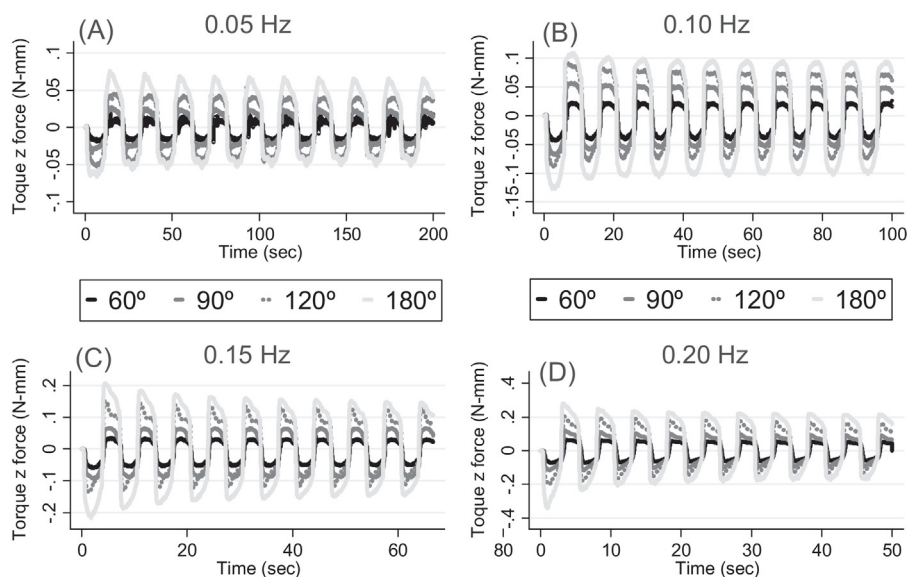 (A) 0.05 Hz
Toque z force (N-mm)
.1
.05
0
-.05
-.1
0 50 100 150 200
Time (sec)
(B) 0.10 Hz
Torque z force (N-mm)
.1
.05
0
-.05
-.1
-.15
0 20 40 60 80 100
Time (sec)
60º 90º 120º 180º
60º 90º 120º 180º
(C) 0.15 Hz
Torque z force (N-mm)
.2
.1
0
-.1
-.2
0 20 40 60
80
Time (sec)
(D) 0.20 Hz
Toque z force (N-mm)
.4
.2
0
-.2
-.4
0 10 20 30 40 50
Time (sec)